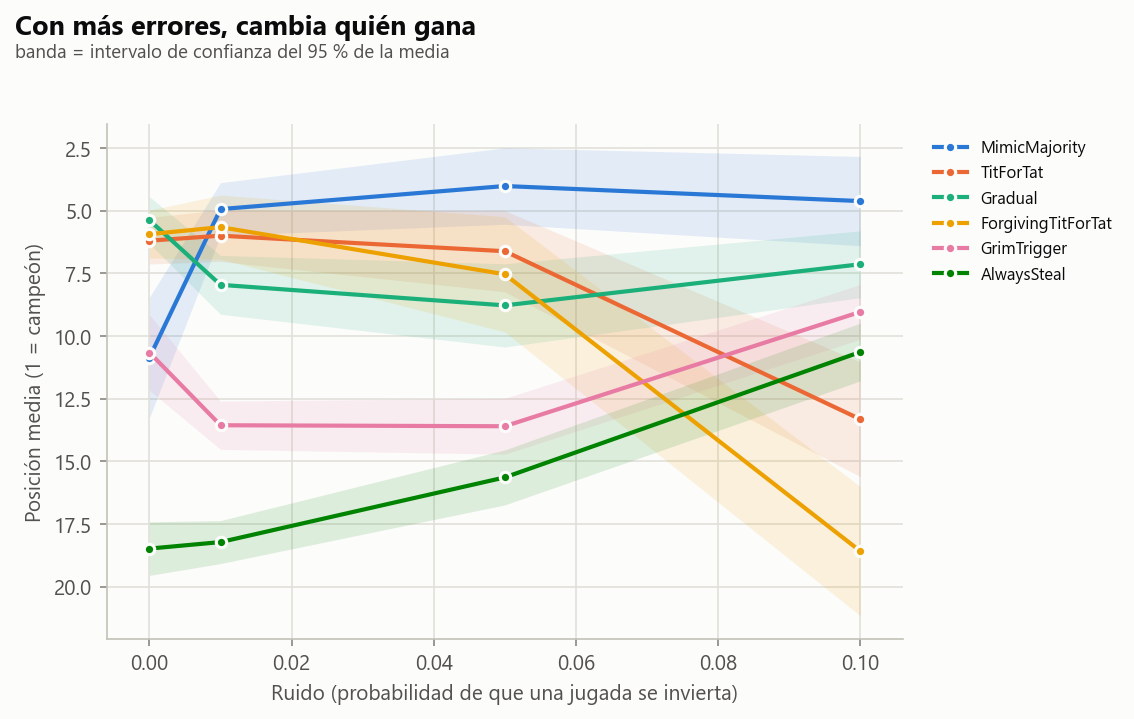 Con más errores, cambia quién gana
banda = intervalo de confianza del 95 % de la media
2.5
5.0
7.5
10.0
12.5
15.0
17.5
20.0
Posición media (1 = campeón)
0.00
0.02
0.04
0.06
0.08
0.10
Ruido (probabilidad de que una jugada se invierta)
MimicMajority
TitForTat
Gradual
ForgivingTitForTat
GrimTrigger
AlwaysSteal